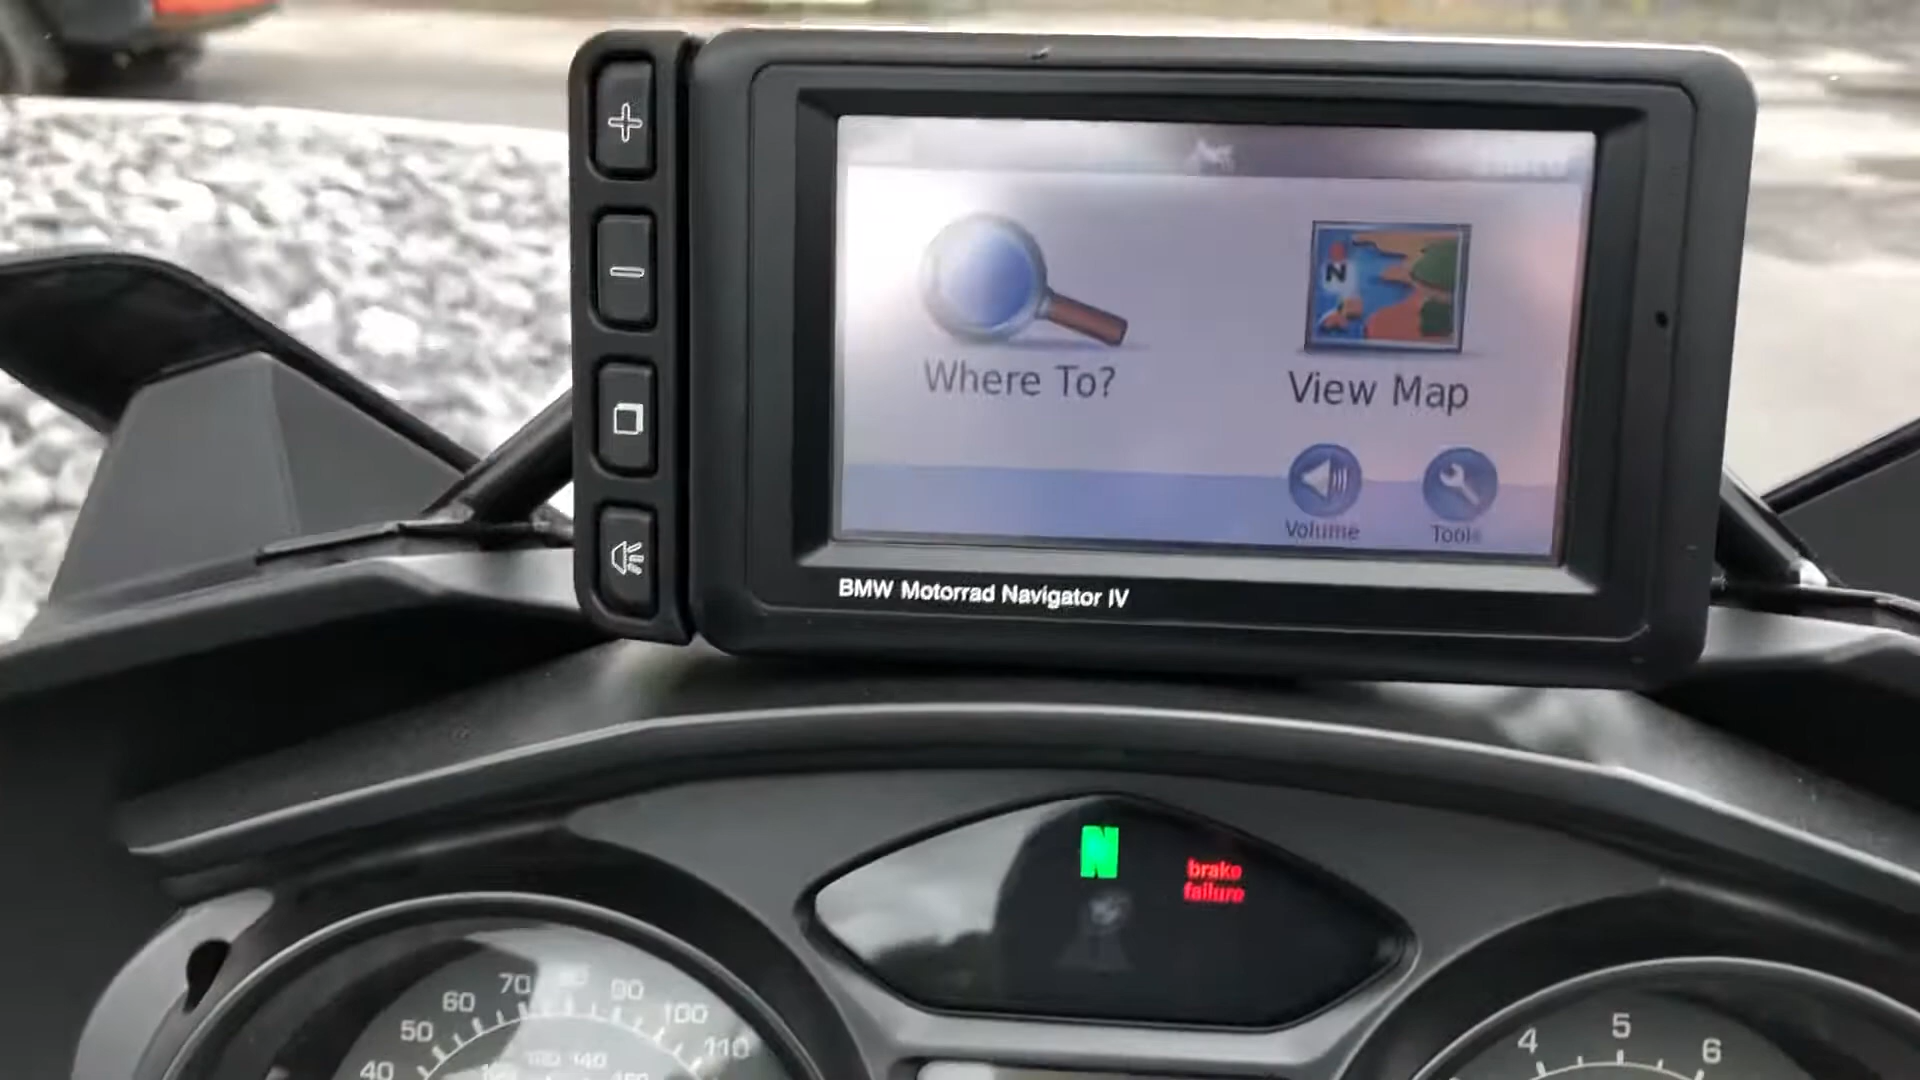 N
Where To?
View Map
Volume
Tools
BMW Motorrad Navigator IV
N
brake
failure
40
50
60
70
90
100
110
4
5
6